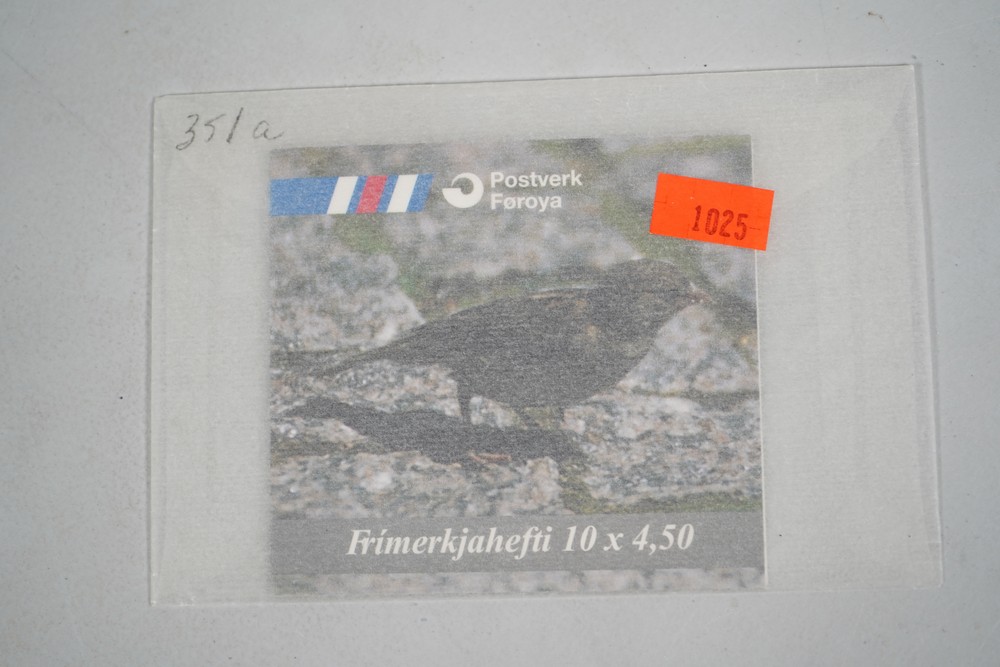 351a
Postverk
Føroya
1025
Frímerkjahefti 10 x 4,50